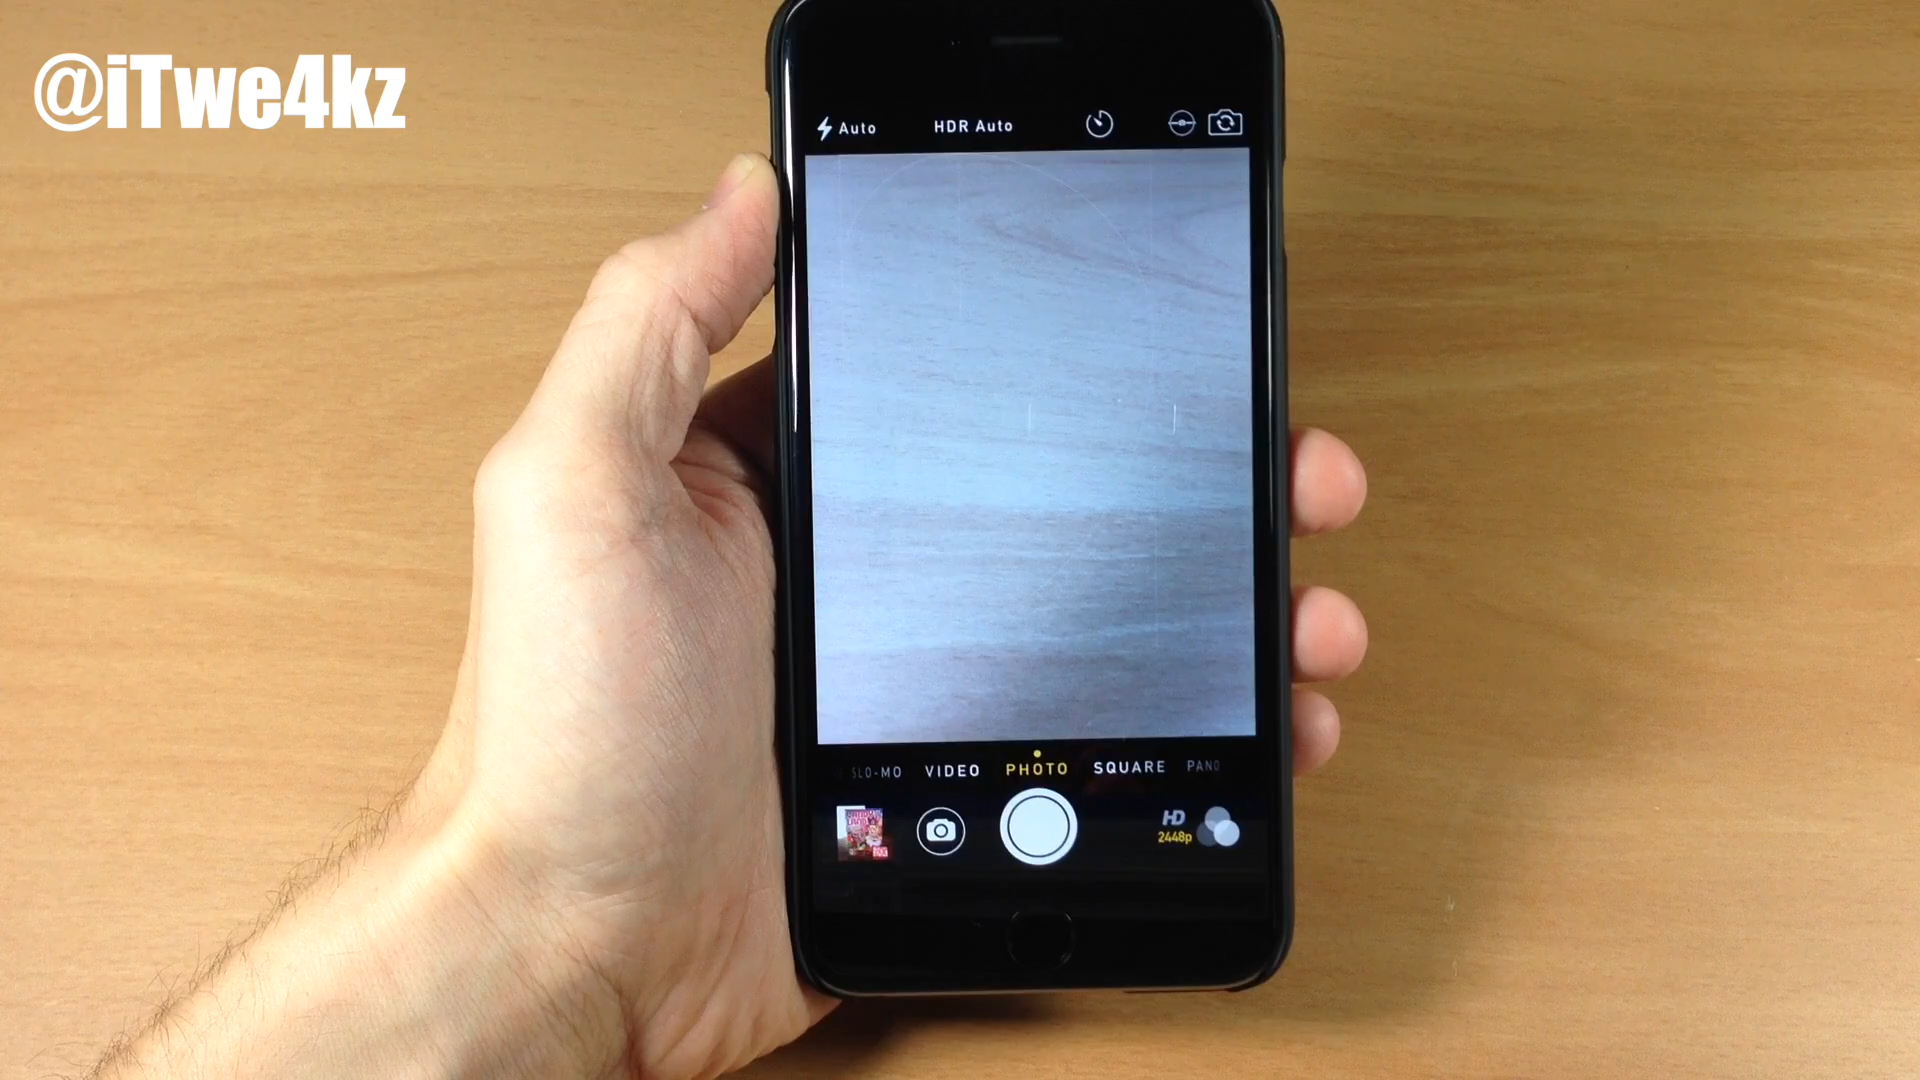 @iTwe4kz
Auto HDR Auto
SLO-MO VIDEO PHOTO SQUARE PANO
HD
2448p